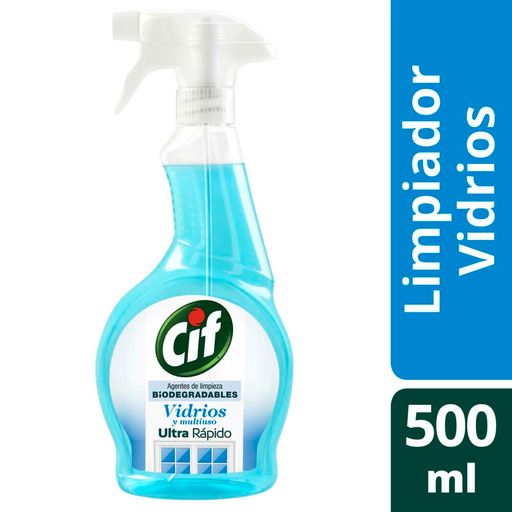 Cif
Agentes de limpieza
BiODEGRADABLES
Vidrios
y multiuso
Ultra Rápido
Limpiador
Vidrios
500
ml